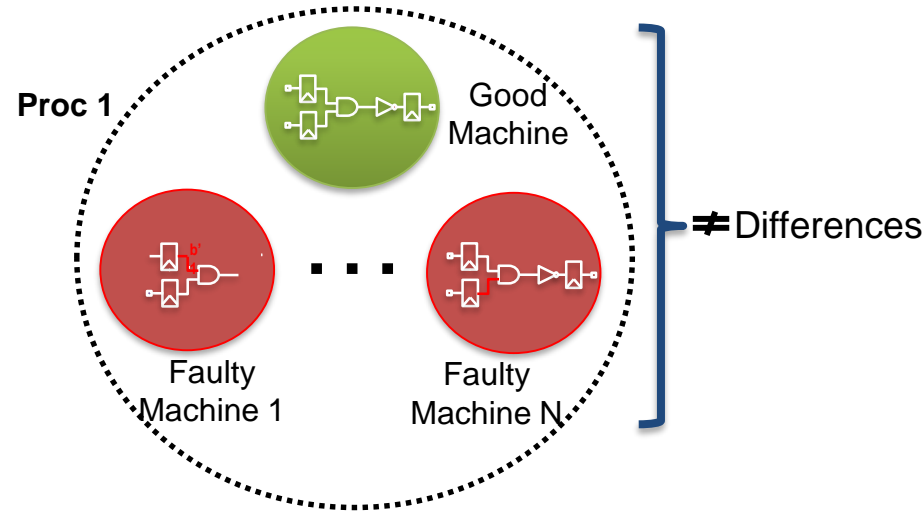 Proc 1
Good
Machine
≠ Differences
b'
Faulty
Machine 1
Faulty
Machine N